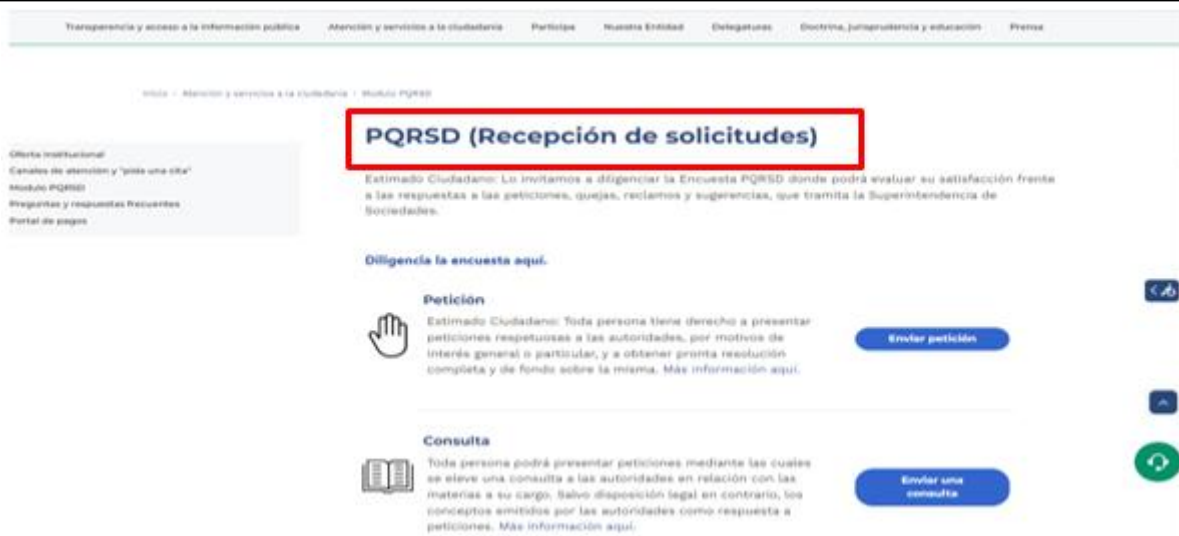 Transparencia y acceso a la información pública Atención y servicios a la ciudadanía Participa Nuestra Entidad Delegaturas Doctrina, jurisprudencia y educación Prensa
Inicio Atención y servicios a la ciudadanía Modulo PQRSD
PQRSD (Recepción de solicitudes)
Oferta institucional
Canales de atención y "pide una cita"
Modulo PQRSD
Preguntas y respuestas frecuentes
Portal de pagos
Estimado Ciudadano: Lo invitamos a diligenciar la Encuesta PQRSD donde podrá evaluar su satisfacción frente
a las respuestas a las peticiones, quejas, reclamos y sugerencias, que tramita la Superintendencia de
Sociedades.
Diligencia la encuesta aquí.
Petición
Estimado Ciudadano: Toda persona tiene derecho a presentar
peticiones respetuosas a las autoridades, por motivos de
interés general o particular, y a obtener pronta resolución
completa y de fondo sobre la misma. Más información aquí.
Enviar petición
Consulta
Toda persona podrá presentar peticiones mediante las cuales
se eleve una consulta a las autoridades en relación con las
materias a su cargo. Salvo disposición legal en contrario, los
conceptos emitidos por las autoridades como respuesta a
peticiones. Más información aquí.
Enviar una
consulta